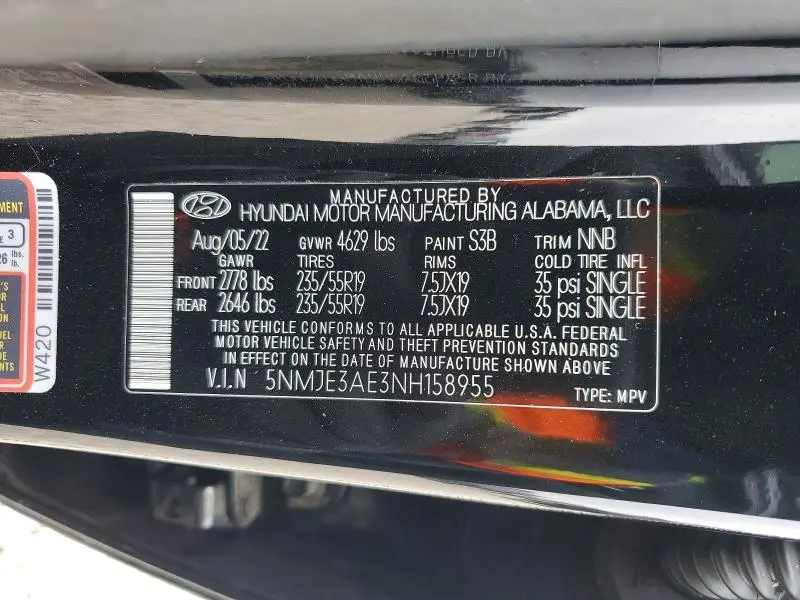 MANUFACTURED BY
HYUNDAI MOTOR MANUFACTURING ALABAMA, LLC
Aug/05/22 GVWR 4629 lbs PAINT S3B TRIM NNB
GAWR TIRES RIMS COLD TIRE INFL
FRONT 2778 lbs 235/55R19 7.5JX19 35 psi SINGLE
REAR 2646 lbs 235/55R19 7.5JX19 35 psi SINGLE
THIS VEHICLE CONFORMS TO ALL APPLICABLE U.S.A. FEDERAL
MOTOR VEHICLE SAFETY AND THEFT PREVENTION STANDARDS
IN EFFECT ON THE DATE OF MANUFACTURE SHOWN ABOVE
V.I.N 5NMJE3AE3NH158955
TYPE: MPV
3
lbs.
lb.
W420